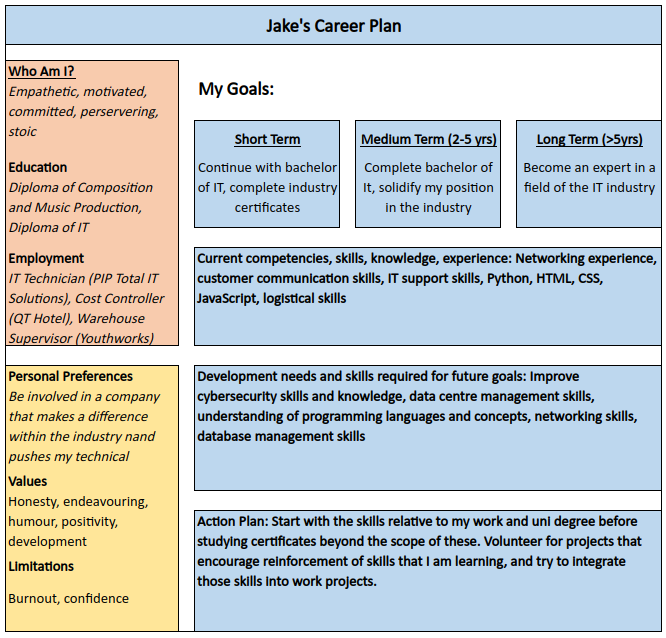 Jake's Career Plan
Who Am I?
Empathetic, motivated,
committed, perservering,
stoic
Education
Diploma of Composition
and Music Production,
Diploma of IT
Employment
IT Technician (PIP Total IT
Solutions), Cost Controller
(QT Hotel), Warehouse
Supervisor (Youthworks)
My Goals:
Short Term
Continue with bachelor
of IT, complete industry
certificates
Medium Term (2-5 yrs)
Complete bachelor of
It, solidify my position
in the industry
Long Term (>5yrs)
Become an expert in a
field of the IT industry
Current competencies, skills, knowledge, experience: Networking experience,
customer communication skills, IT support skills, Python, HTML, CSS,
JavaScript, logistical skills
Personal Preferences
Be involved in a company
that makes a difference
within the industry nand
pushes my technical
Values
Honesty, endeavouring,
humour, positivity,
development
Limitations
Burnout, confidence
Development needs and skills required for future goals: Improve
cybersecurity skills and knowledge, data centre management skills,
understanding of programming languages and concepts, networking skills,
database management skills
Action Plan: Start with the skills relative to my work and uni degree before
studying certificates beyond the scope of these. Volunteer for projects that
encourage reinforcement of skills that I am learning, and try to integrate
those skills into work projects.